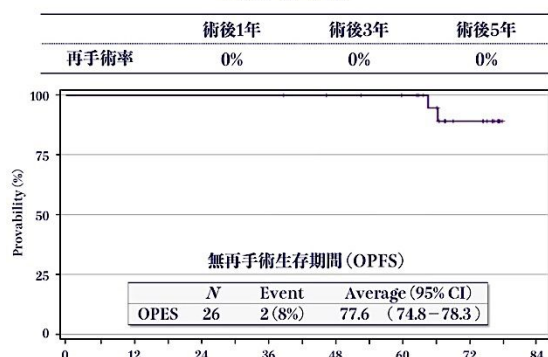 術後1年 術後3年 術後5年
再手術率 0% 0% 0%
100
75
50
25
0
Provability (%)
無再手術生存期間(OPFS)
N Event Average (95% CI)
OPES 26 2(8%) 77.6 (74.8−78.3)
0 12 24 36 48 60 72 84